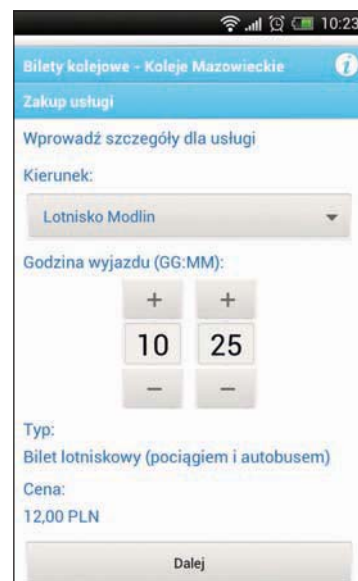 10:23
Bilety kolejowe - Koleje Mazowieckie
Zakup usługi
Wprowadź szczegóły dla usługi
Kierunek:
Lotnisko Modlin
Godzina wyjazdu (GG:MM):
+ +
10 25
− −
Typ:
Bilet lotniskowy (pociągiem i autobusem)
Cena:
12,00 PLN
Dalej